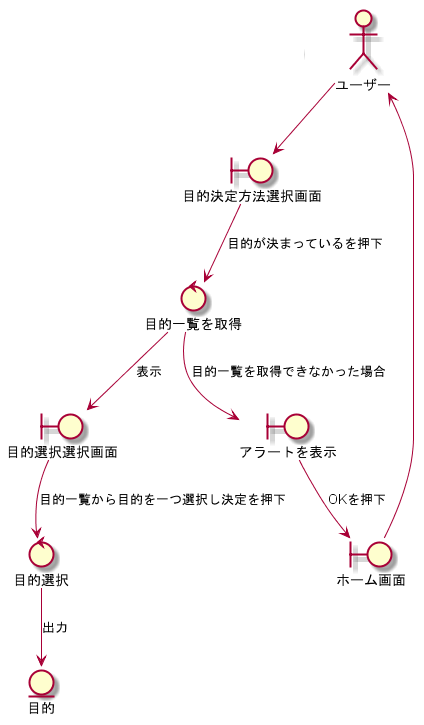 ユーザー
目的決定方法選択画面
目的が決まっているを押下
目的一覧を取得
表示
目的一覧を取得できなかった場合
目的選択選択画面
アラートを表示
目的一覧から目的を一つ選択し決定を押下
OKを押下
目的選択
ホーム画面
出力
目的